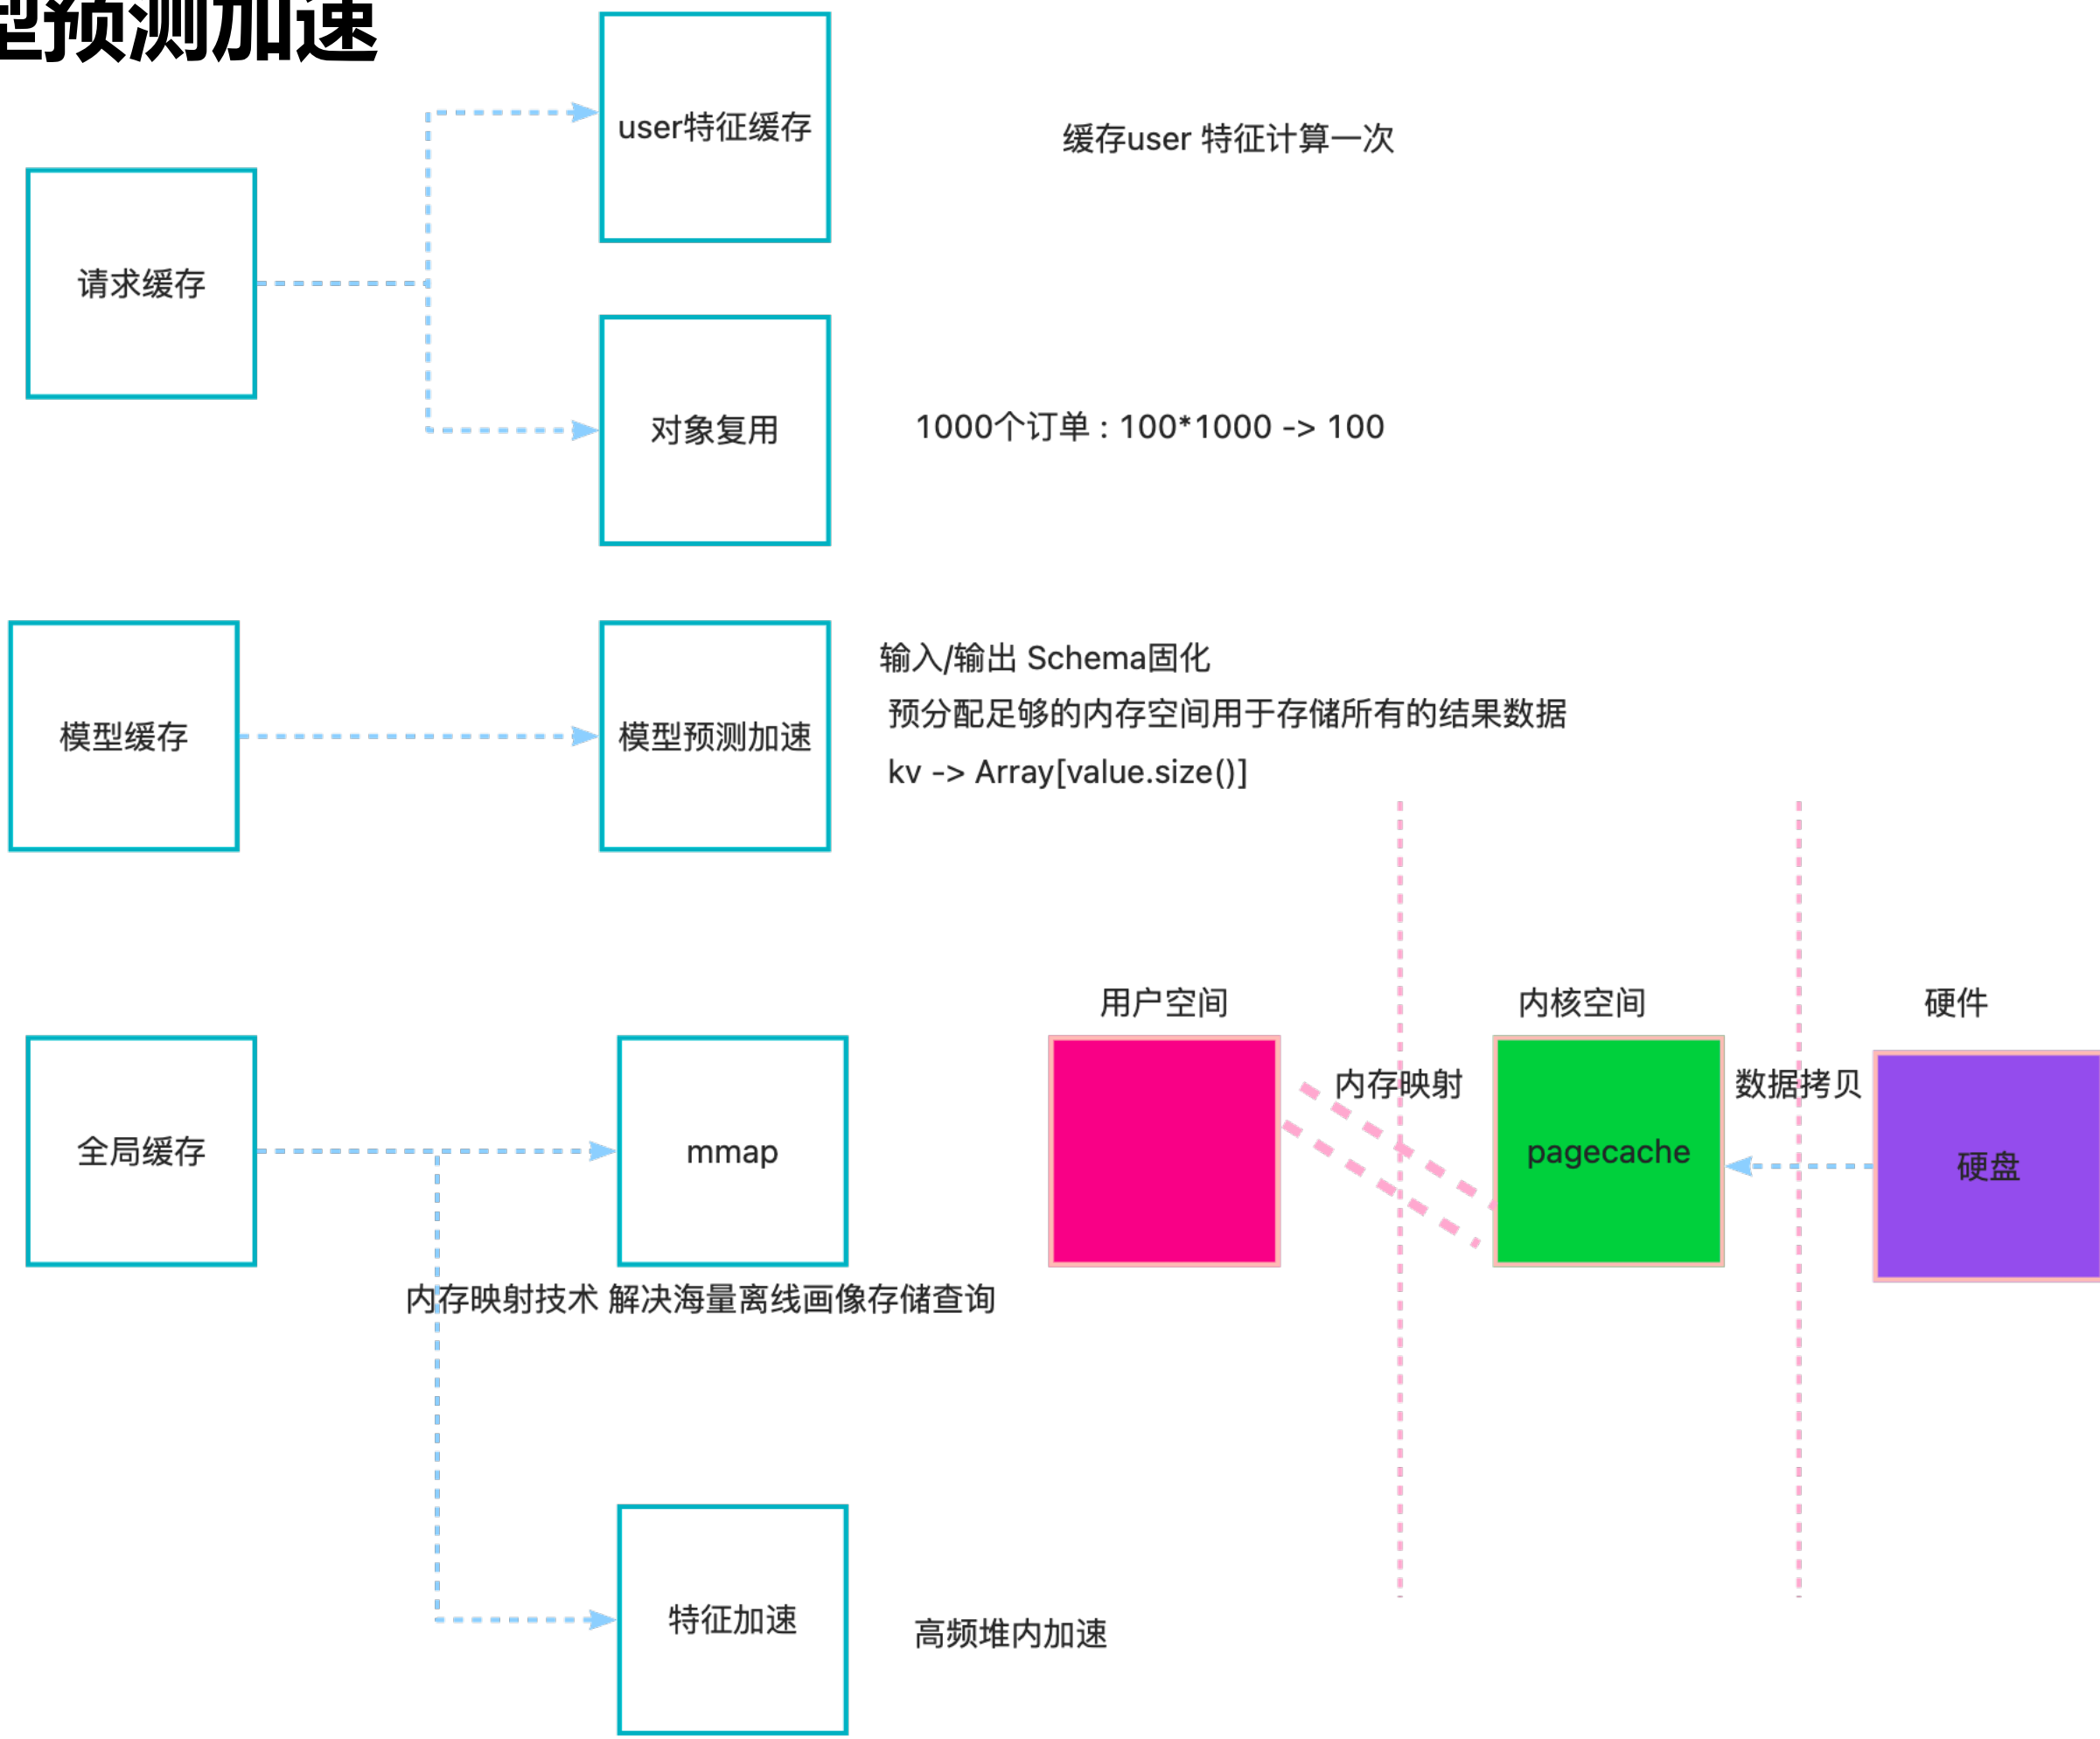 型预测加速
user特征缓存
缓存user 特征计算一次
请求缓存
对象复用
1000个订单：100*1000 -> 100
输入/输出 Schema固化
预分配足够的内存空间用于存储所有的结果数据
kv -> Array[value.size()]
模型缓存
模型预测加速
用户空间
内核空间
硬件
内存映射
数据拷贝
全局缓存
mmap
pagecache
硬盘
内存映射技术 解决海量离线画像存储查询
特征加速
高频堆内加速